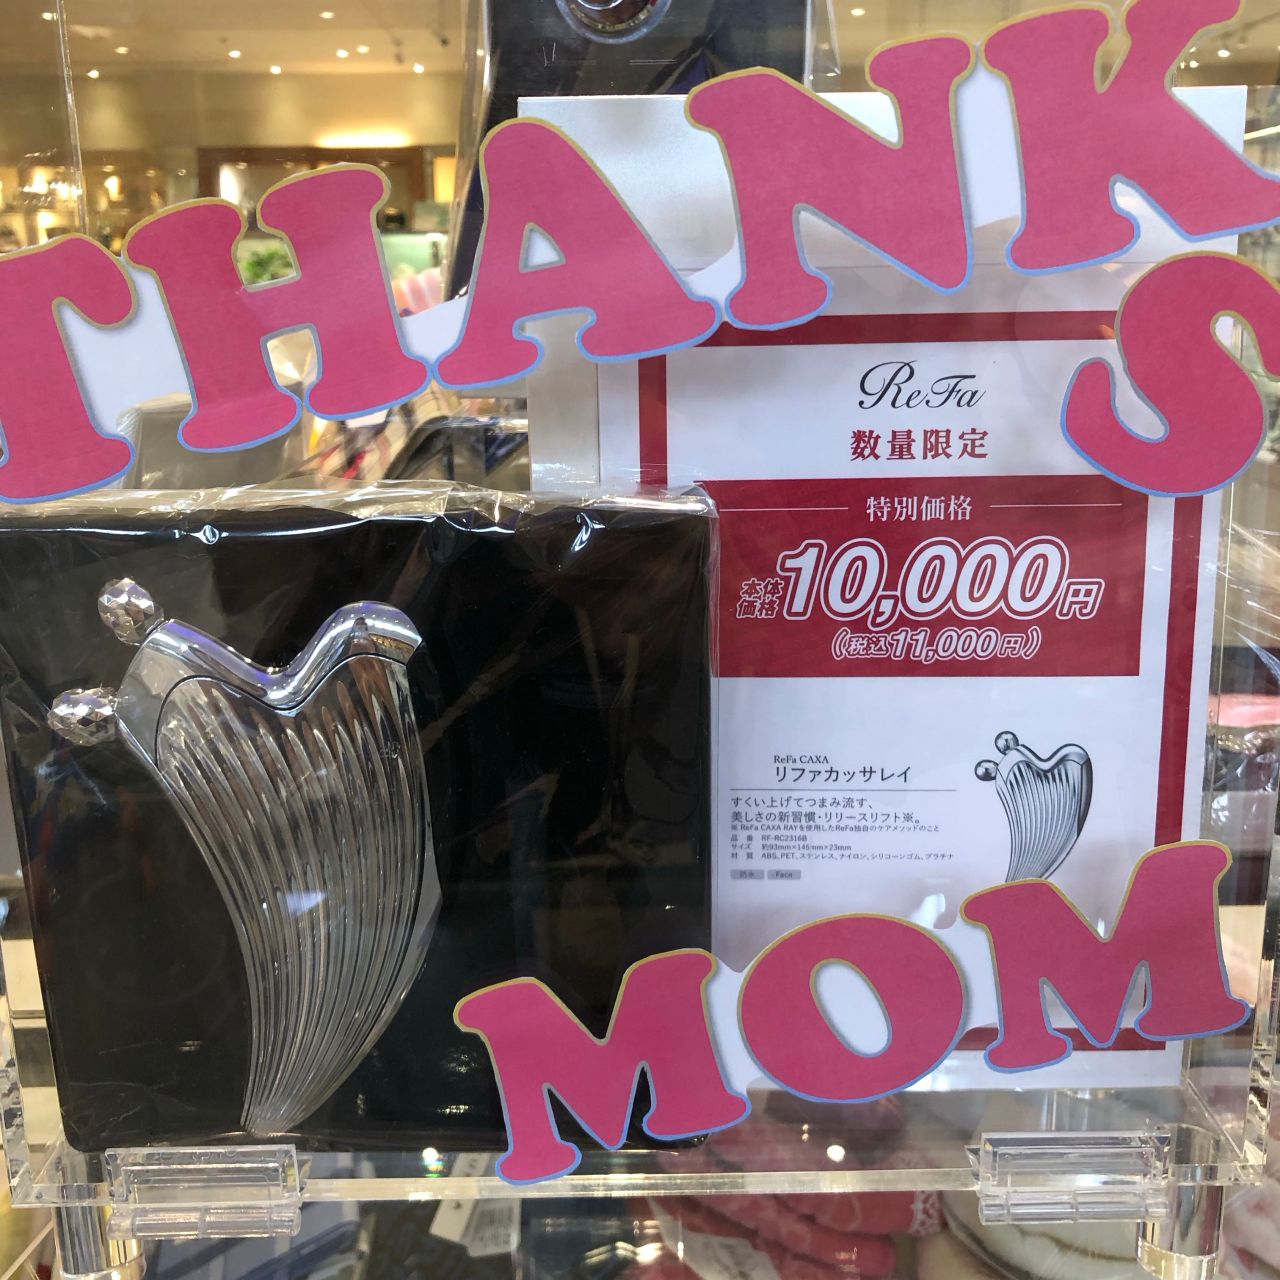 THANKS
ReFa
数量限定
特別価格
本体価格10,000円
(税込11,000円)
ReFa CAXA
リファカッサレイ
すくい上げてつまみ流す、
美しさの新習慣・リリースリフト※。
※ ReFa CAXA RAYを使用したReFa独自のケアメソッドのこと
品 番 RF-RC2316B
サイズ 約93mm×145mm×23mm
材 質 ABS、PET、ステンレス、ナイロン、シリコーンゴム、プラチナ
防水 Face
MOM